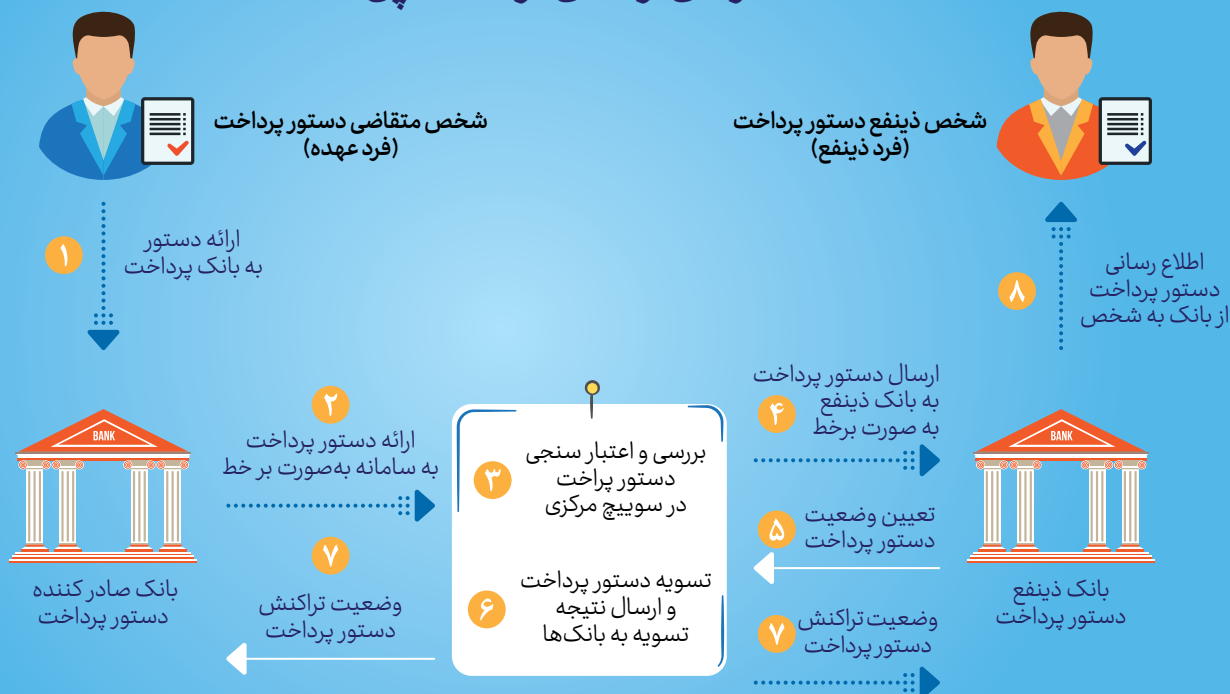 شخص متقاضی دستور پرداخت
(فرد عهده)
شخص ذینفع دستور پرداخت
(فرد ذینفع)
۱
ارائه دستور
به بانک پرداخت
۸
اطلاع رسانی
دستور پرداخت
از بانک به شخص
BANK
بانک صادر کننده
دستور پرداخت
۲
ارائه دستور پرداخت
به سامانه به‌صورت بر خط
۳
بررسی و اعتبار سنجی
دستور پراخت
در سوییچ مرکزی
۴
ارسال دستور پرداخت
به بانک ذینفع
به صورت برخط
۵
تعیین وضعیت
دستور پرداخت
۶
تسویه دستور پرداخت
و ارسال نتیجه
تسویه به بانک‌ها
۷
وضعیت تراکنش
دستور پرداخت
۷
وضعیت تراکنش
دستور پرداخت
BANK
بانک ذینفع
دستور پرداخت